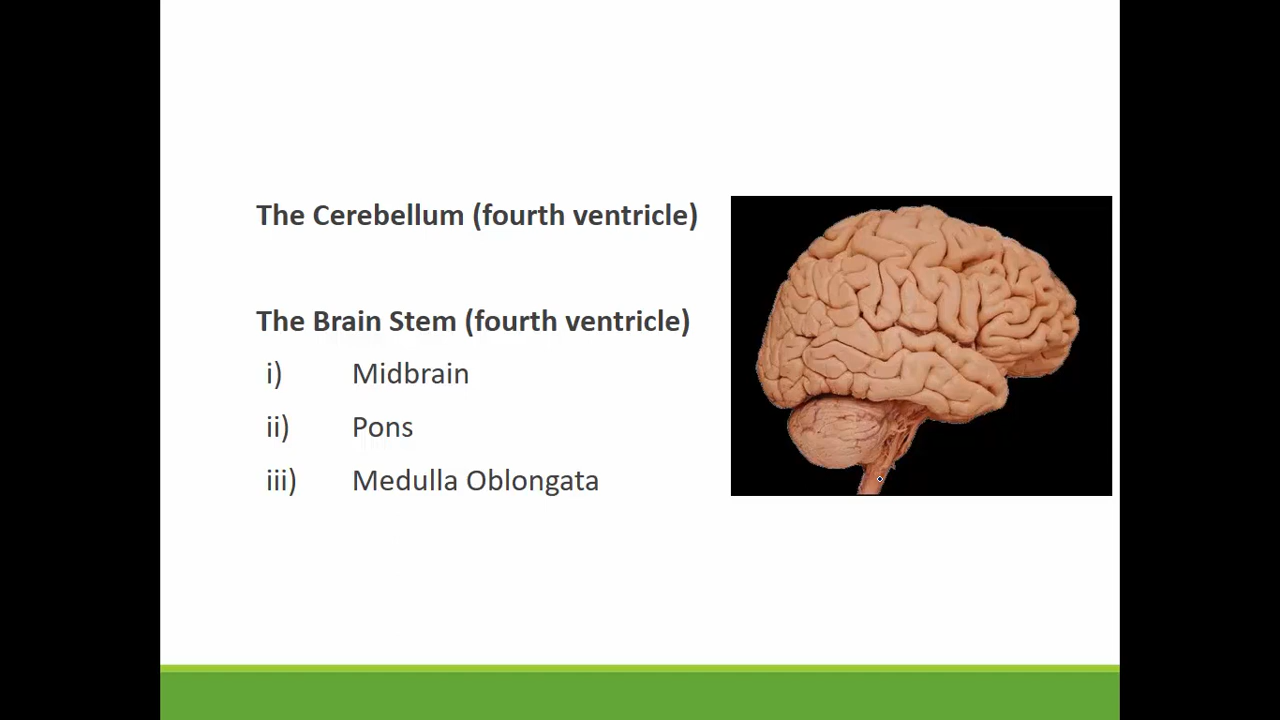 The Cerebellum (fourth ventricle)
The Brain Stem (fourth ventricle)
i) Midbrain
ii) Pons
iii) Medulla Oblongata